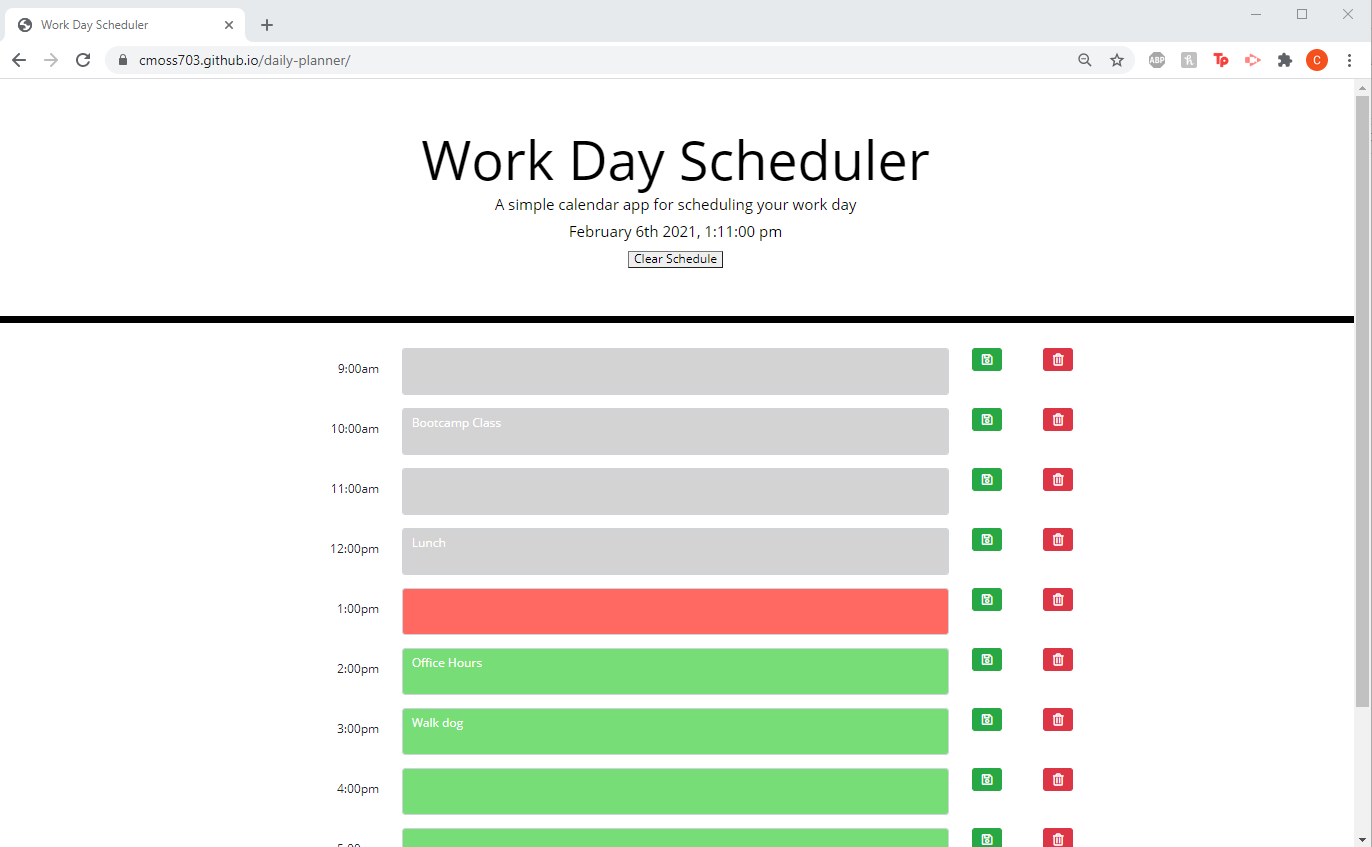 Work Day Scheduler
cmoss703.github.io/daily-planner/
ABP
Tp
C
Work Day Scheduler
A simple calendar app for scheduling your work day
February 6th 2021, 1:11:00 pm
Clear Schedule
9:00am
10:00am Bootcamp Class
11:00am
12:00pm Lunch
1:00pm
2:00pm Office Hours
3:00pm Walk dog
4:00pm